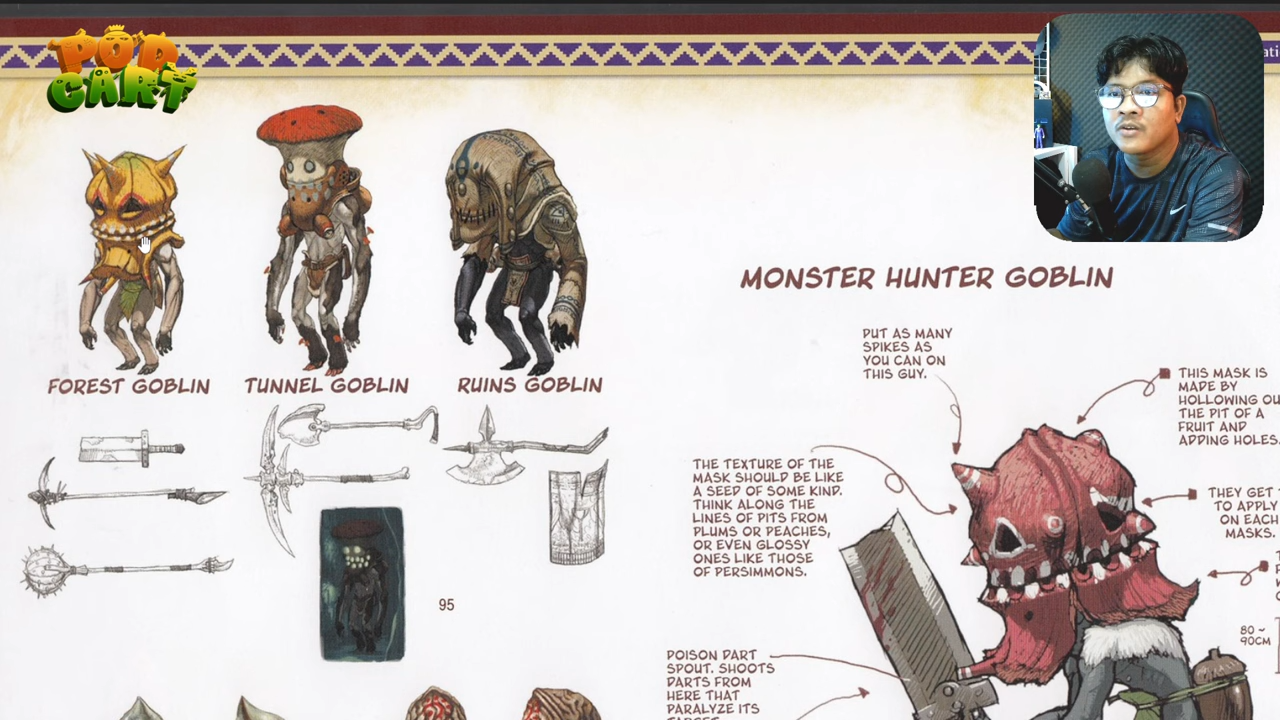 POD
CART
FOREST GOBLIN
TUNNEL GOBLIN
RUINS GOBLIN
95
MONSTER HUNTER GOBLIN
PUT AS MANY
SPIKES AS
YOU CAN ON
THIS GUY.
THIS MASK IS
MADE BY
HOLLOWING OU
THE PIT OF A
FRUIT AND
ADDING HOLES.
THE TEXTURE OF THE
MASK SHOULD BE LIKE
A SEED OF SOME KIND.
THINK ALONG THE
LINES OF PITS FROM
PLUMS OR PEACHES,
OR EVEN GLOSSY
ONES LIKE THOSE
OF PERSIMMONS.
THEY GET
TO APPLY
ON EACH
MASKS.
80~
90CM
POISON DART
SPOUT. SHOOTS
DARTS FROM
HERE THAT
PARALYZE ITS